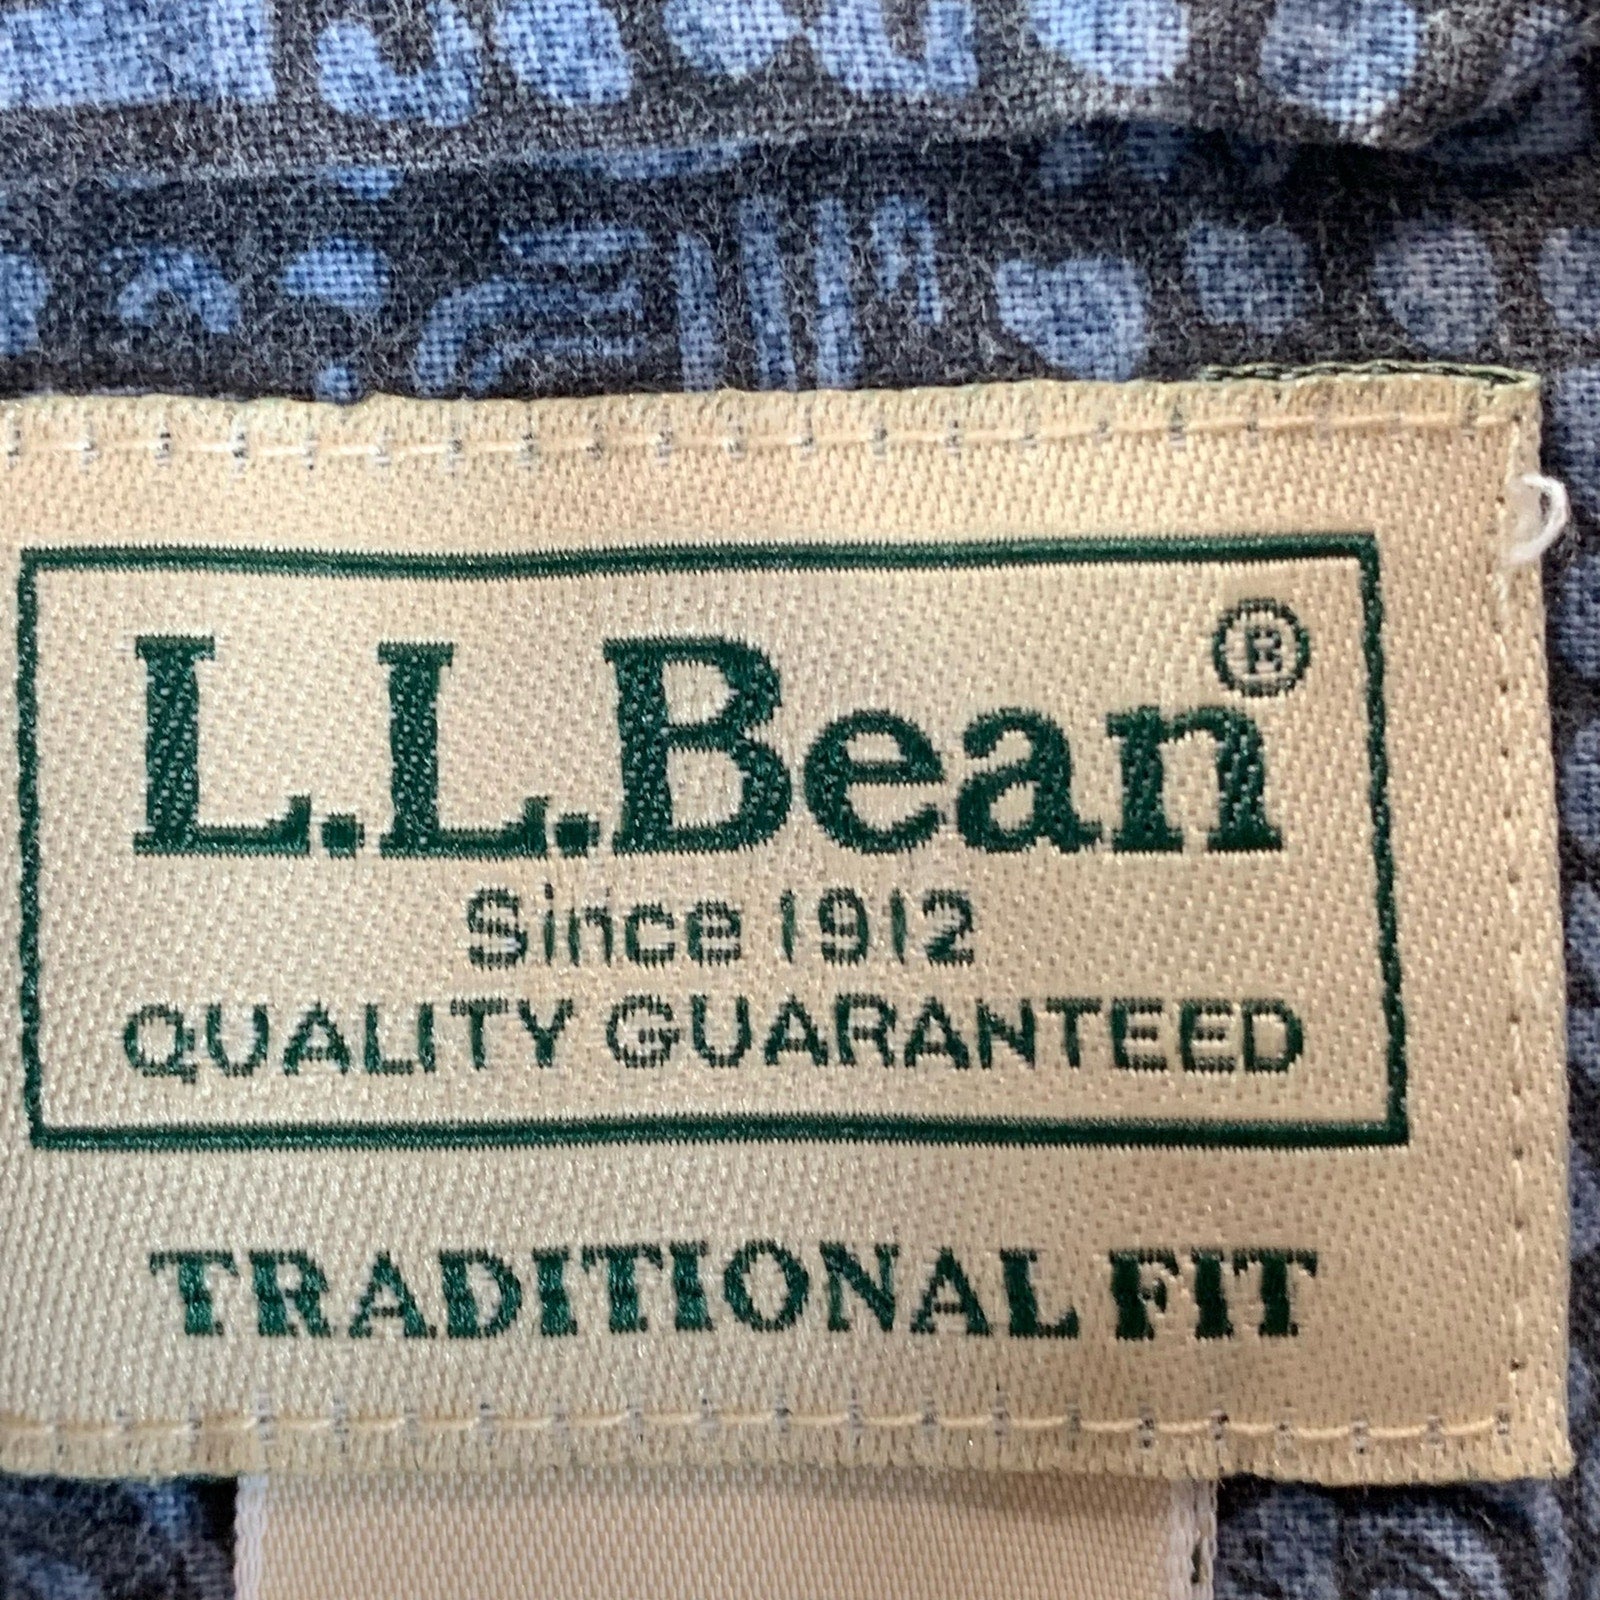 L.L.Bean®
Since 1912
QUALITY GUARANTEED
TRADITIONAL FIT